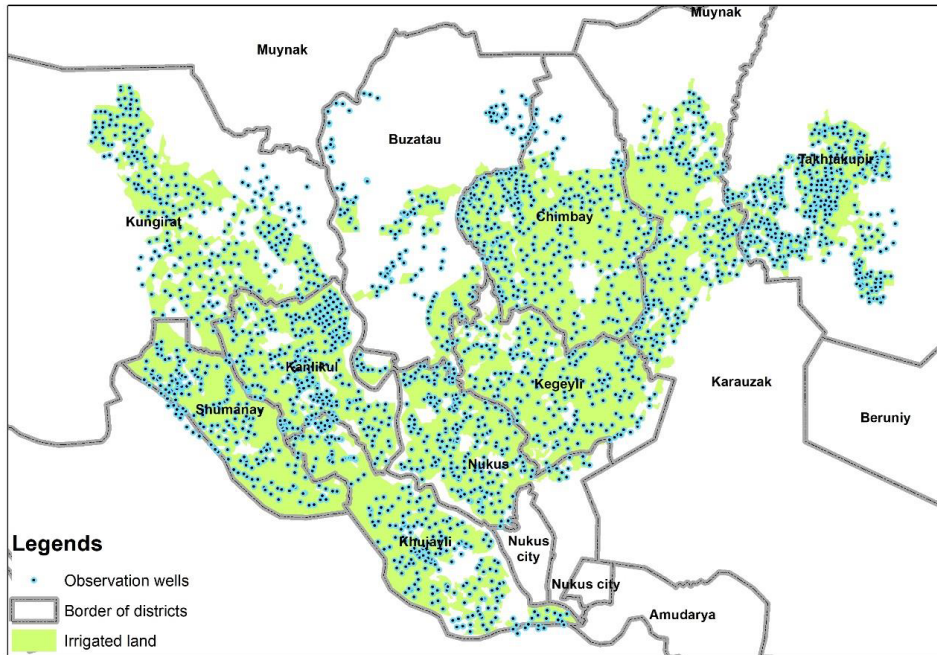 Muynak
Muynak
Buzatau
Takhtakupir
Kungirat
Chimbay
Kanlikul
Kegeyli
Karauzak
Shumanay
Beruniy
Nukus
Khujayli
Nukus
city
Nukus city
Amudarya
Legends
Observation wells
Border of districts
Irrigated land